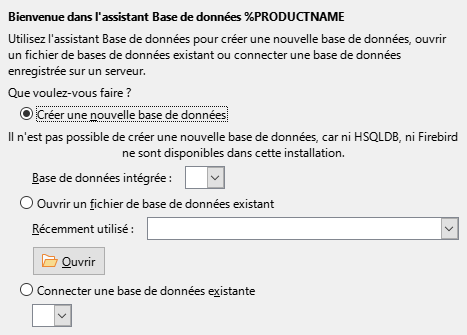 Bienvenue dans l'assistant Base de données %PRODUCTNAME
Utilisez l'assistant Base de données pour créer une nouvelle base de données, ouvrir
un fichier de bases de données existant ou connecter une base de données
enregistrée sur un serveur.
Que voulez-vous faire ?
Créer une nouvelle base de données
Il n'est pas possible de créer une nouvelle base de données, car ni HSQLDB, ni Firebird
ne sont disponibles dans cette installation.
Base de données intégrée :
Ouvrir un fichier de base de données existant
Récemment utilisé :
Ouvrir
Connecter une base de données existante